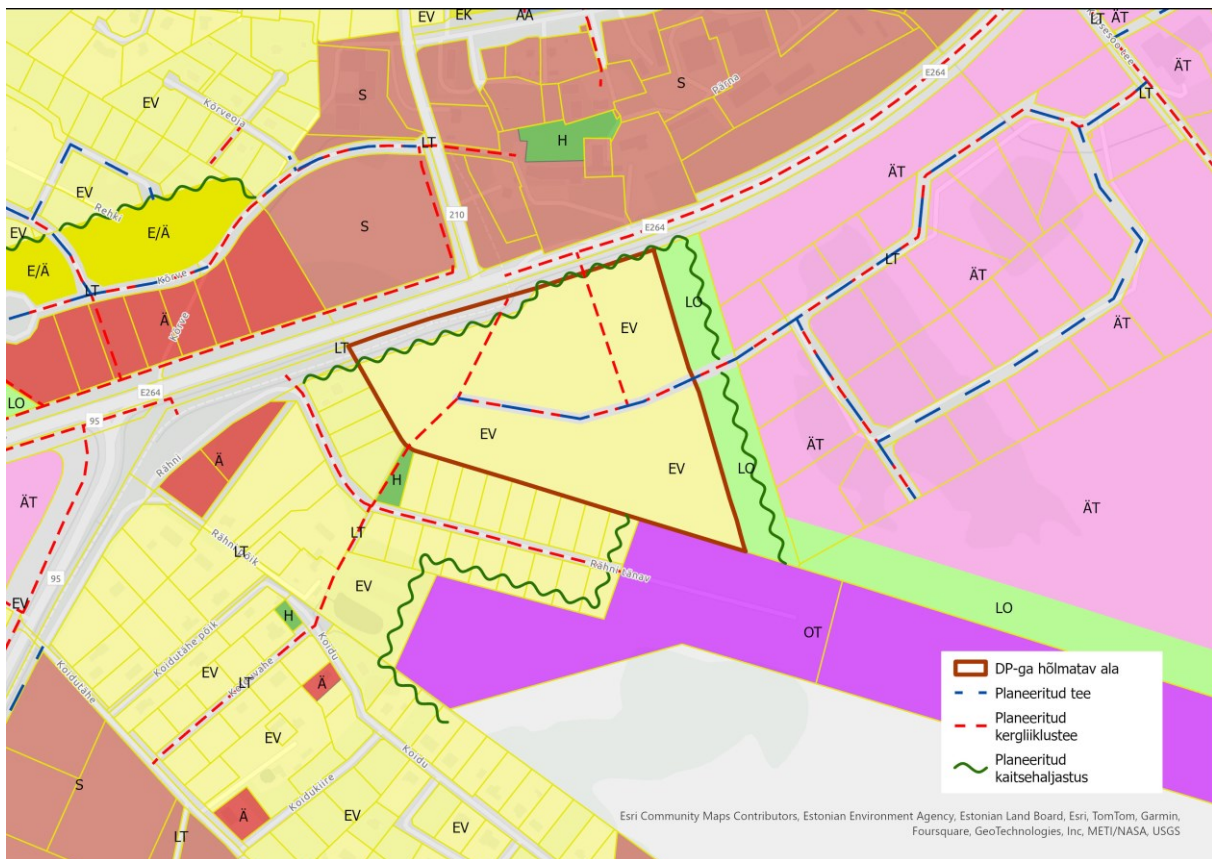 EV
EK
ÄÄ
LT
ÄT
Kõrveoja
EV
S
S
Pärna
E264
ÄT
LT
H
LT
EV
Rehki
EV
E/Ä
S
210
E264
ÄT
E/Ä
Kõrve
LT
Ä
Kõrve
LO
EV
LT
ÄT
ÄT
LT
E264
LO
95
EV
EV
Ä
Rähni
H
LO
ÄT
ÄT
ÄT
LT
Rähni põik
LT
Rähni tänav
EV
95
EV
H
Koidutähe põik
Koidu
EV
LT
Ä
Koidutähe
EV
Koidu
OT
LO
S
Koidukiire
Ä
EV
EV
LT
DP-ga hõlmatav ala
Planeeritud tee
Planeeritud
kergliiklustee
Planeeritud
kaitsehaljastus
Esri Community Maps Contributors, Estonian Environment Agency, Estonian Land Board, Esri, TomTom, Garmin,
Foursquare, GeoTechnologies, Inc, METI/NASA, USGS